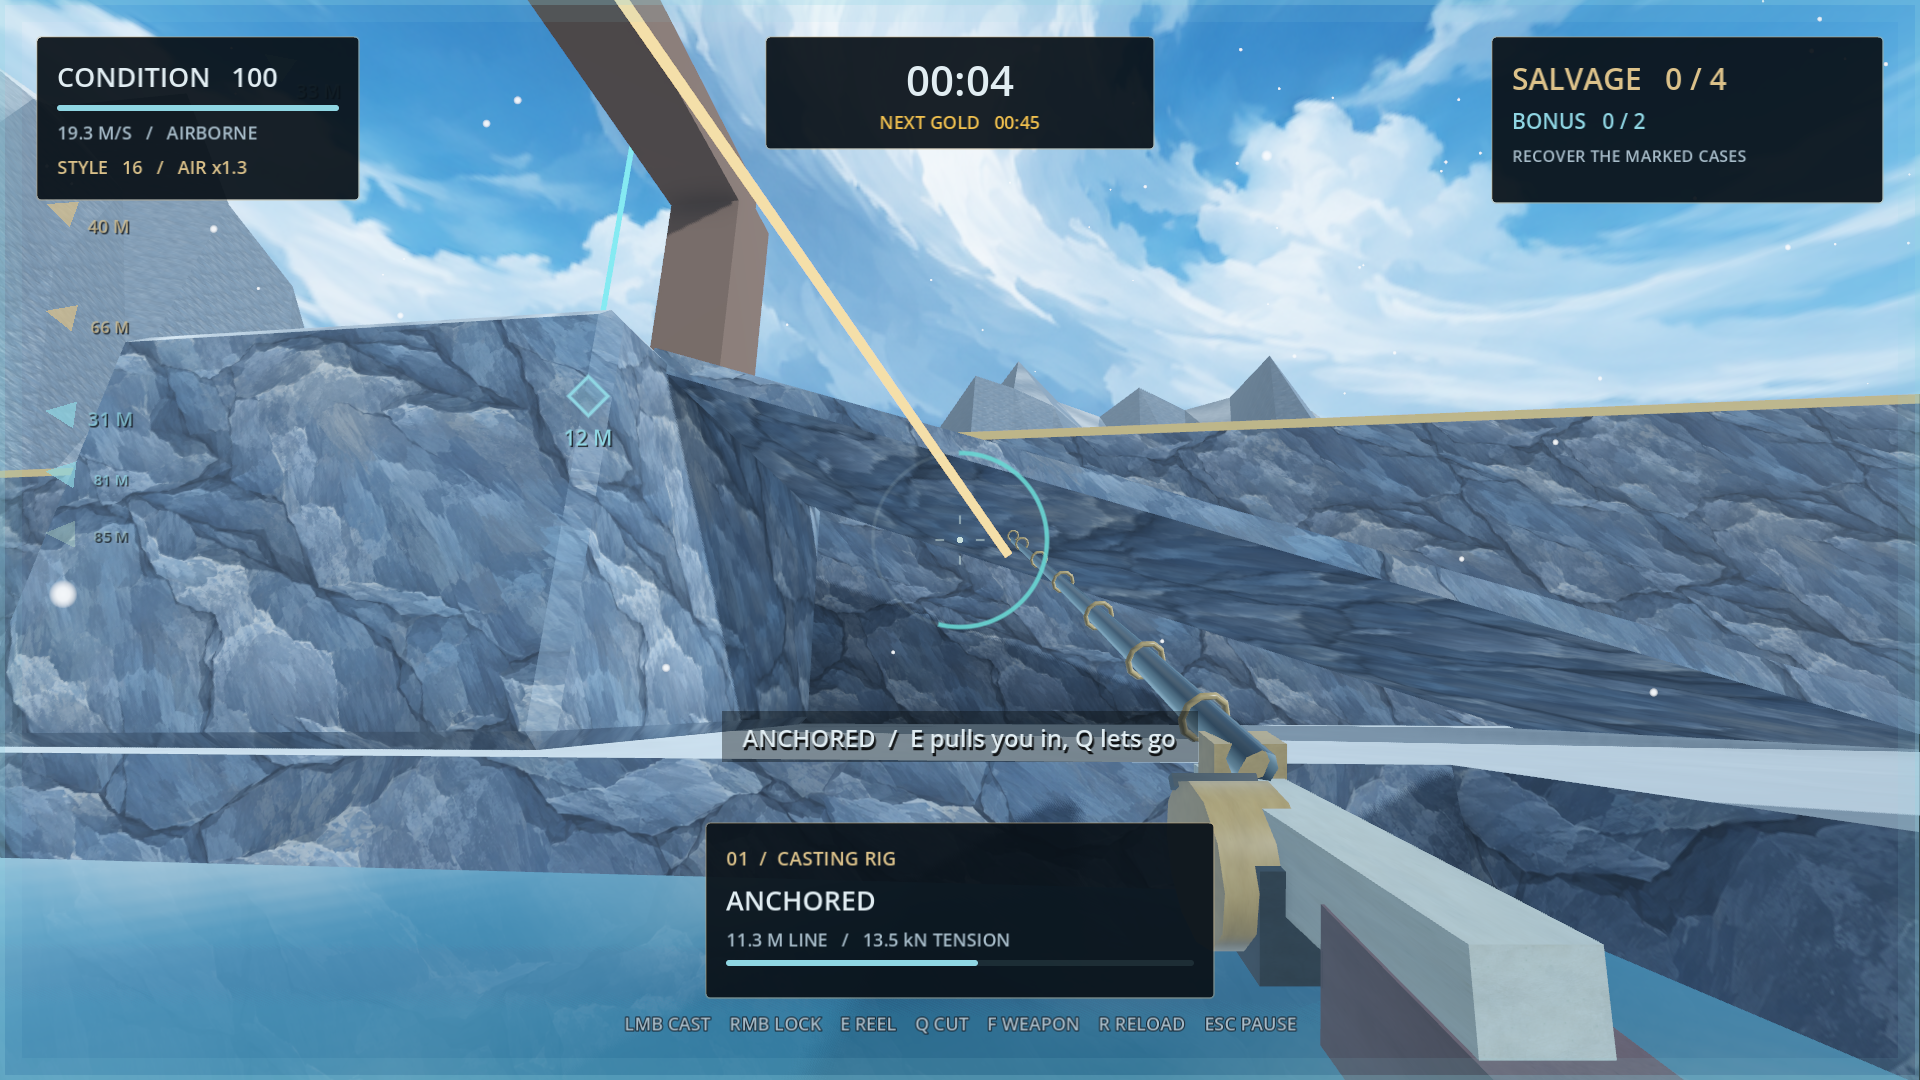 CONDITION 100
19.3 M/S / AIRBORNE
STYLE 16 / AIR x1.3
00:04
NEXT GOLD 00:45
SALVAGE 0 / 4
BONUS 0 / 2
RECOVER THE MARKED CASES
40 M
66 M
31 M
81 M
85 M
12 M
ANCHORED / E pulls you in, Q lets go
01 / CASTING RIG
ANCHORED
11.3 M LINE / 13.5 kN TENSION
LMB CAST RMB LOCK E REEL Q CUT F WEAPON R RELOAD ESC PAUSE